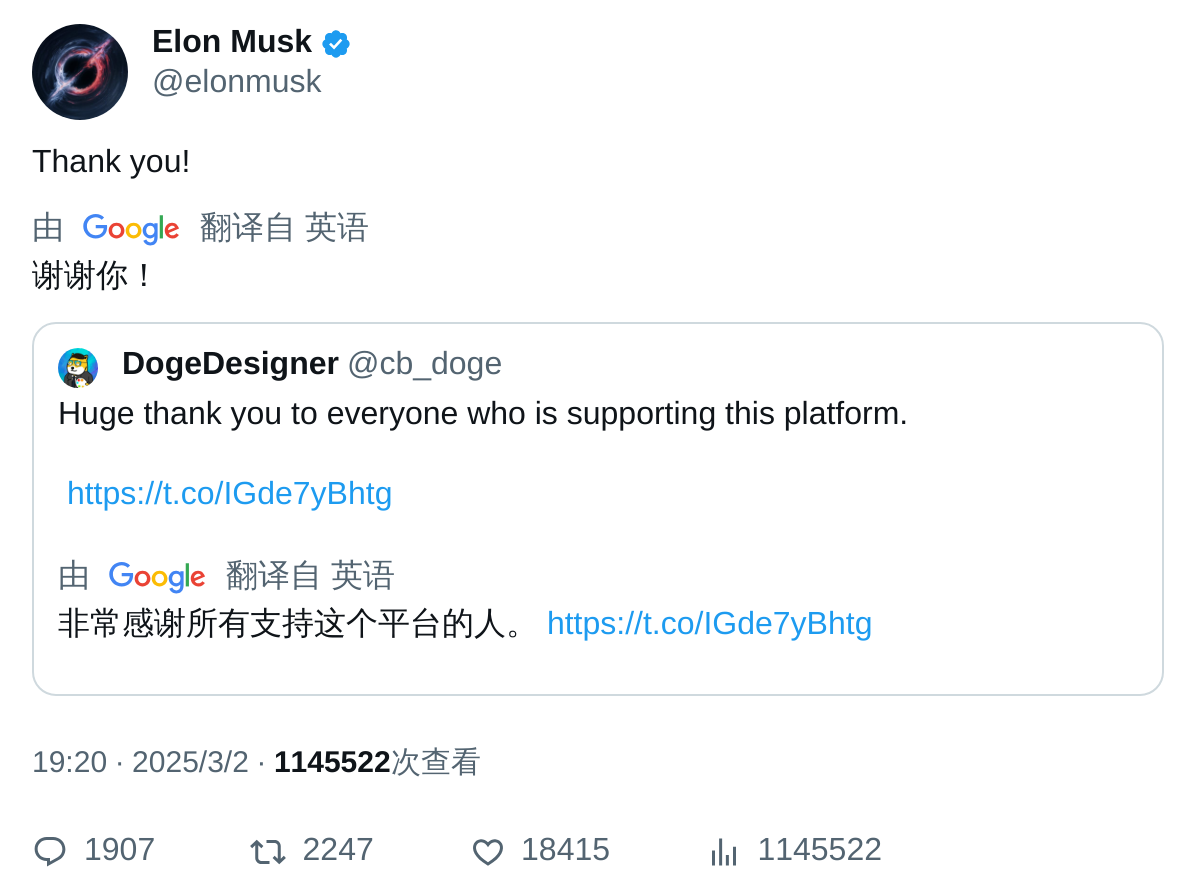 Elon Musk
@elonmusk
Thank you!
由 Google 翻译自 英语
谢谢你！
DogeDesigner @cb_doge
Huge thank you to everyone who is supporting this platform.
https://t.co/IGde7yBhtg
由 Google 翻译自 英语
非常感谢所有支持这个平台的人。 https://t.co/IGde7yBhtg
19:20 · 2025/3/2 · 1145522次查看
1907 2247 18415 1145522